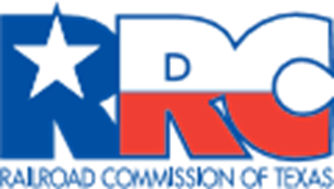 RRC
RAILROAD COMMISSION OF TEXAS